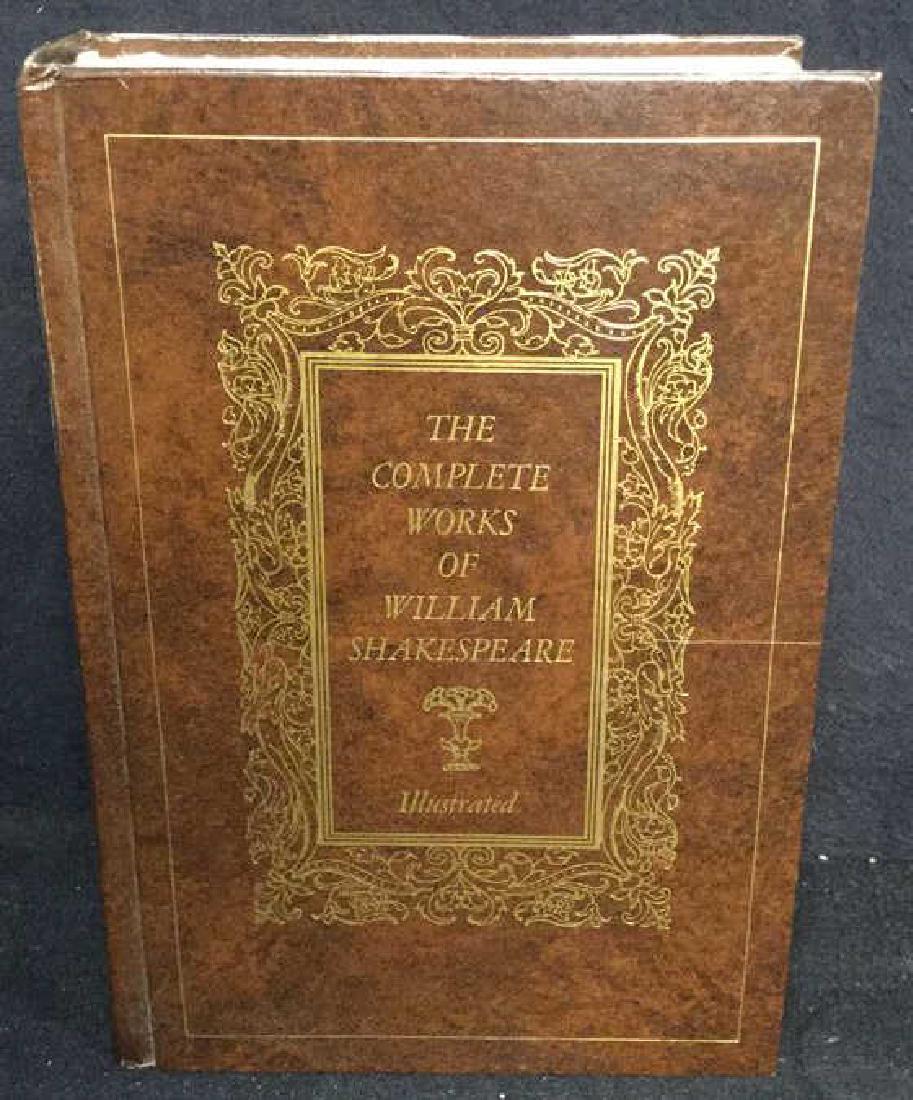 THE
COMPLETE
WORKS
OF
WILLIAM
SHAKESPEARE
Illustrated